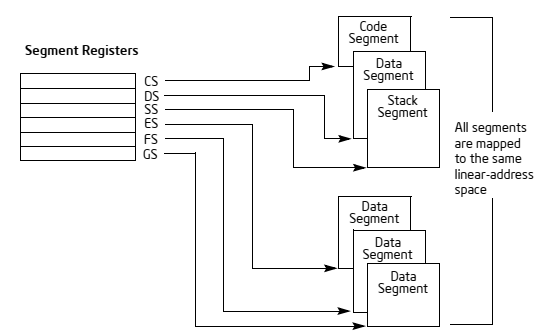 Segment Registers
CS
DS
SS
ES
FS
GS
Code
Segment
Data
Segment
Stack
Segment
All segments
are mapped
to the same
linear-address
space
Data
Segment
Data
Segment
Data
Segment